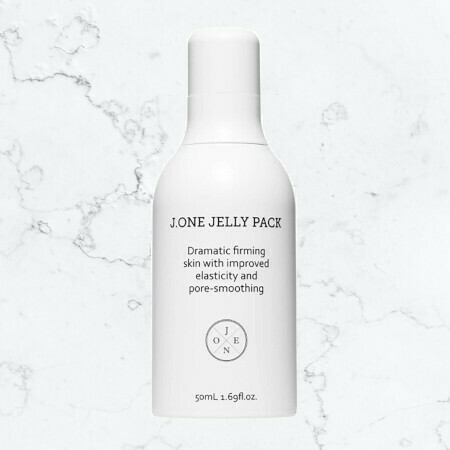 J.ONE JELLY PACK
Dramatic firming
skin with improved
elasticity and
pore-smoothing
J
O E
N
50mL 1.69fl.oz.